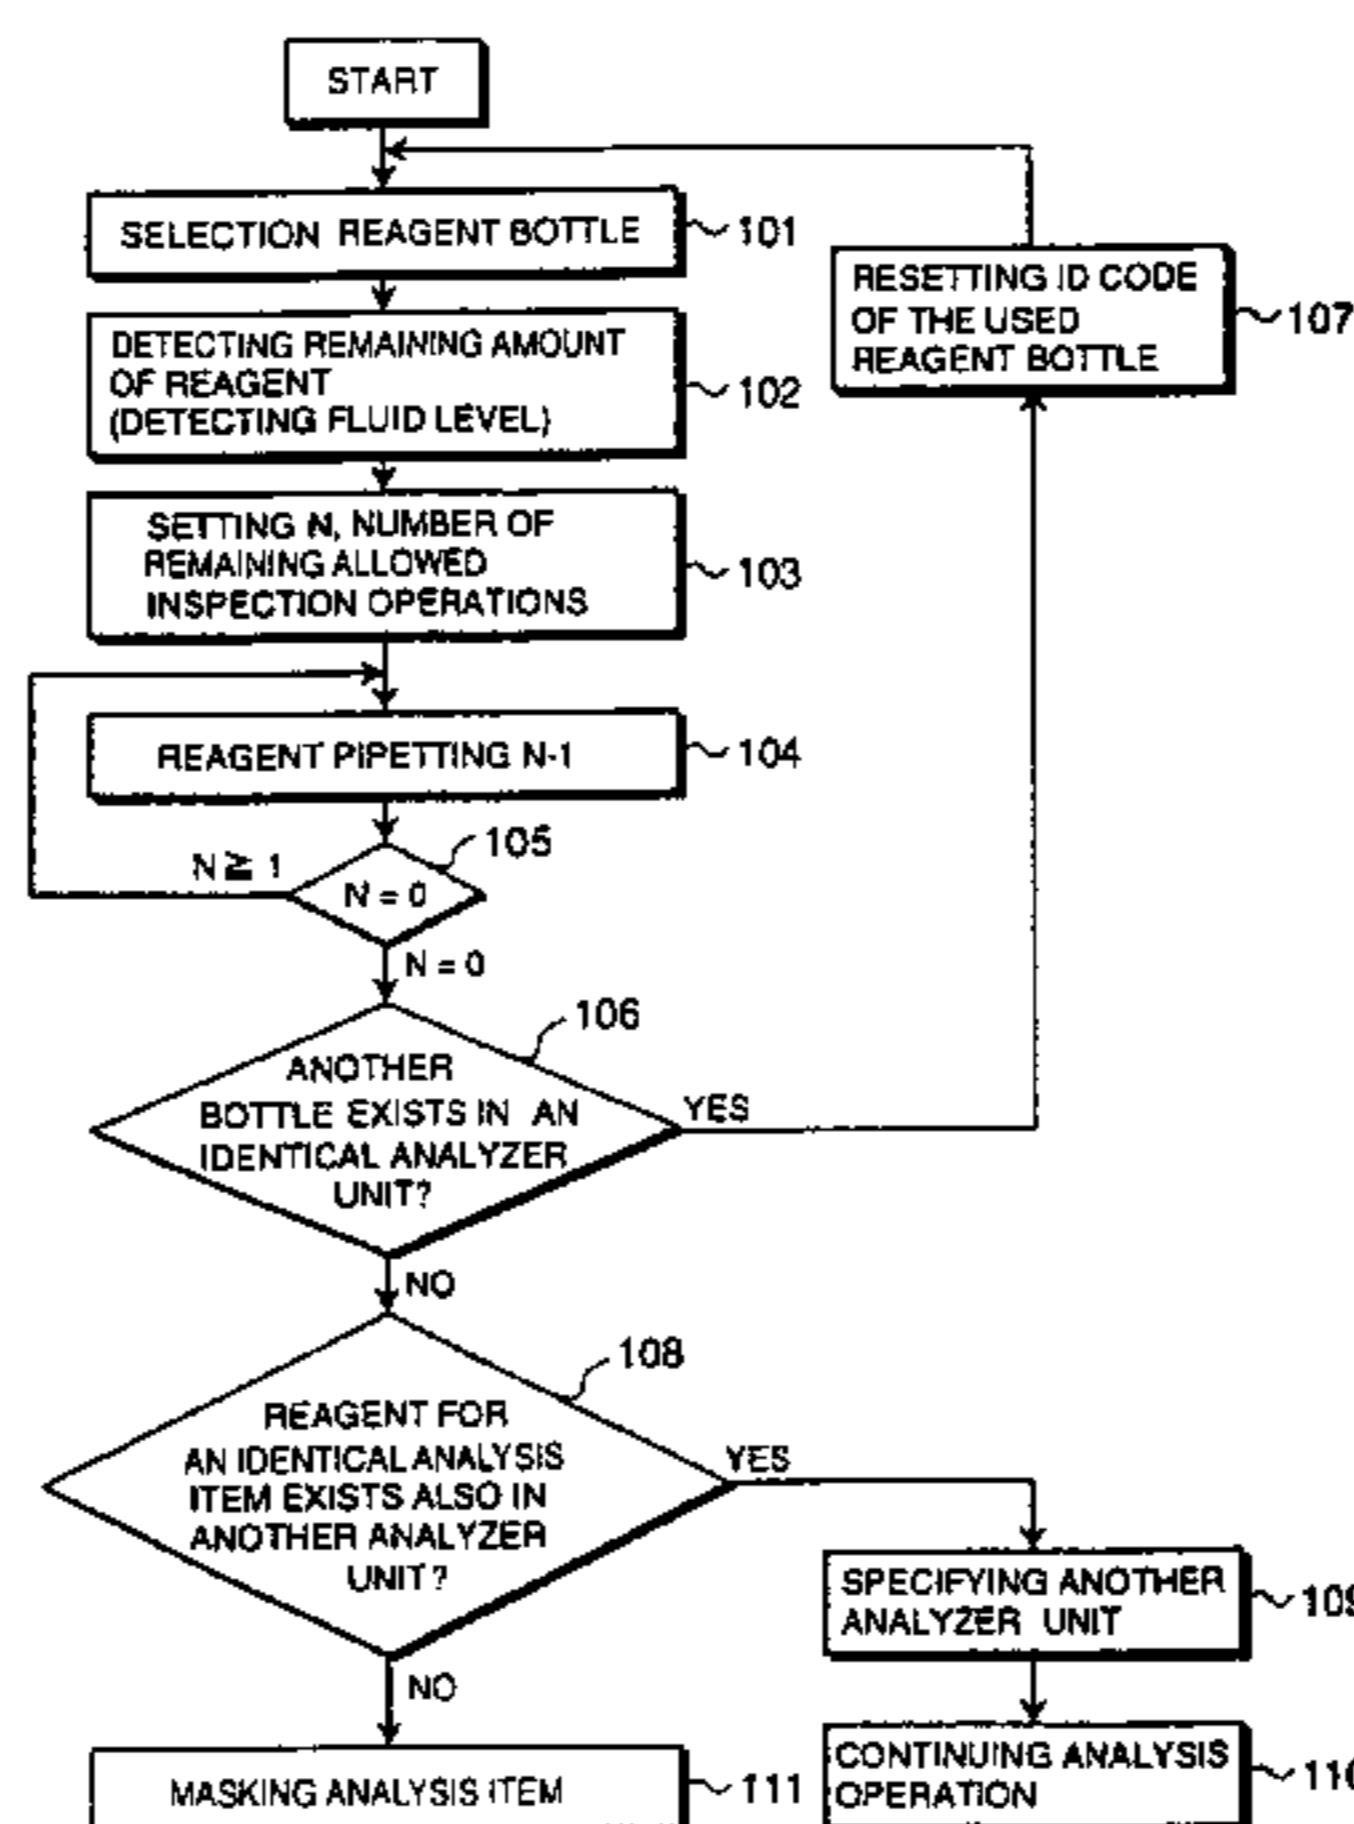 START
SELECTION REAGENT BOTTLE
101
DETECTING REMAINING AMOUNT
OF REAGENT
(DETECTING FLUID LEVEL)
102
RESETTING ID CODE
OF THE USED
REAGENT BOTTLE
107
SETTING N, NUMBER OF
REMAINING ALLOWED
INSPECTION OPERATIONS
103
REAGENT PIPETTING N-1
104
105
N ≧ 1
N = 0
N = 0
106
ANOTHER
BOTTLE EXISTS IN AN
IDENTICAL ANALYZER
UNIT?
YES
NO
108
REAGENT FOR
AN IDENTICAL ANALYSIS
ITEM EXISTS ALSO IN
ANOTHER ANALYZER
UNIT?
YES
SPECIFYING ANOTHER
ANALYZER UNIT
109
NO
CONTINUING ANALYSIS
OPERATION
110
MASKING ANALYSIS ITEM
111